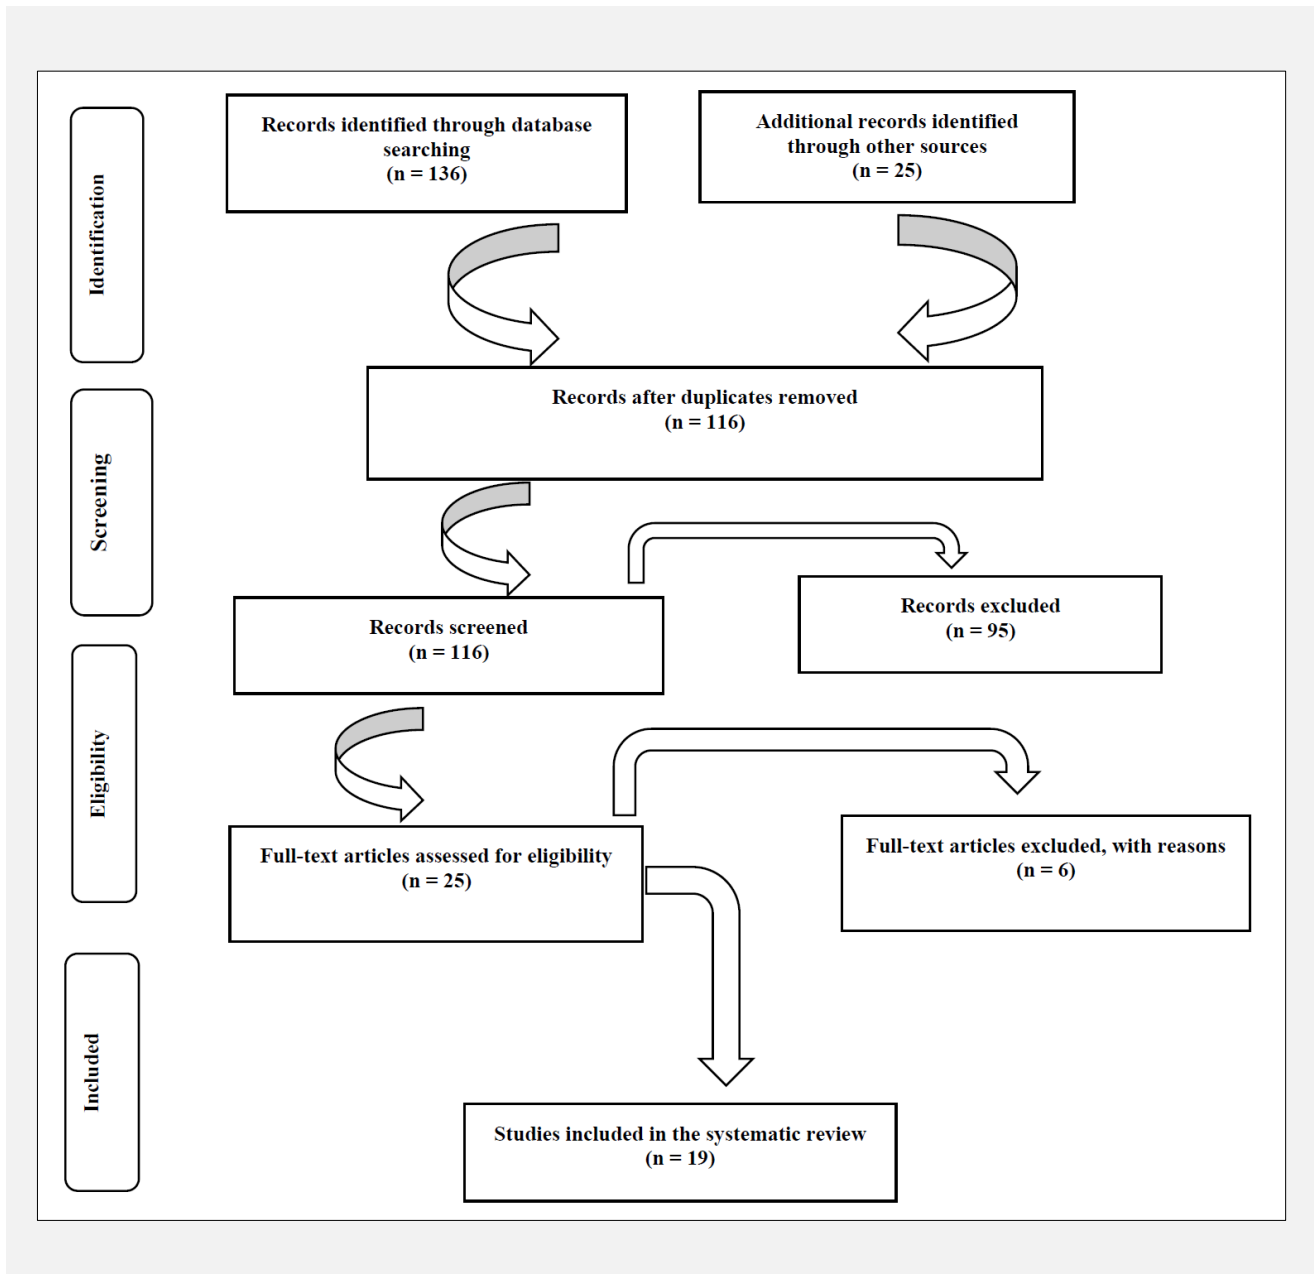 Identification
Records identified through database
searching
(n = 136)
Additional records identified
through other sources
(n = 25)
Records after duplicates removed
(n = 116)
Screening
Records screened
(n = 116)
Records excluded
(n = 95)
Eligibility
Full-text articles assessed for eligibility
(n = 25)
Full-text articles excluded, with reasons
(n = 6)
Included
Studies included in the systematic review
(n = 19)